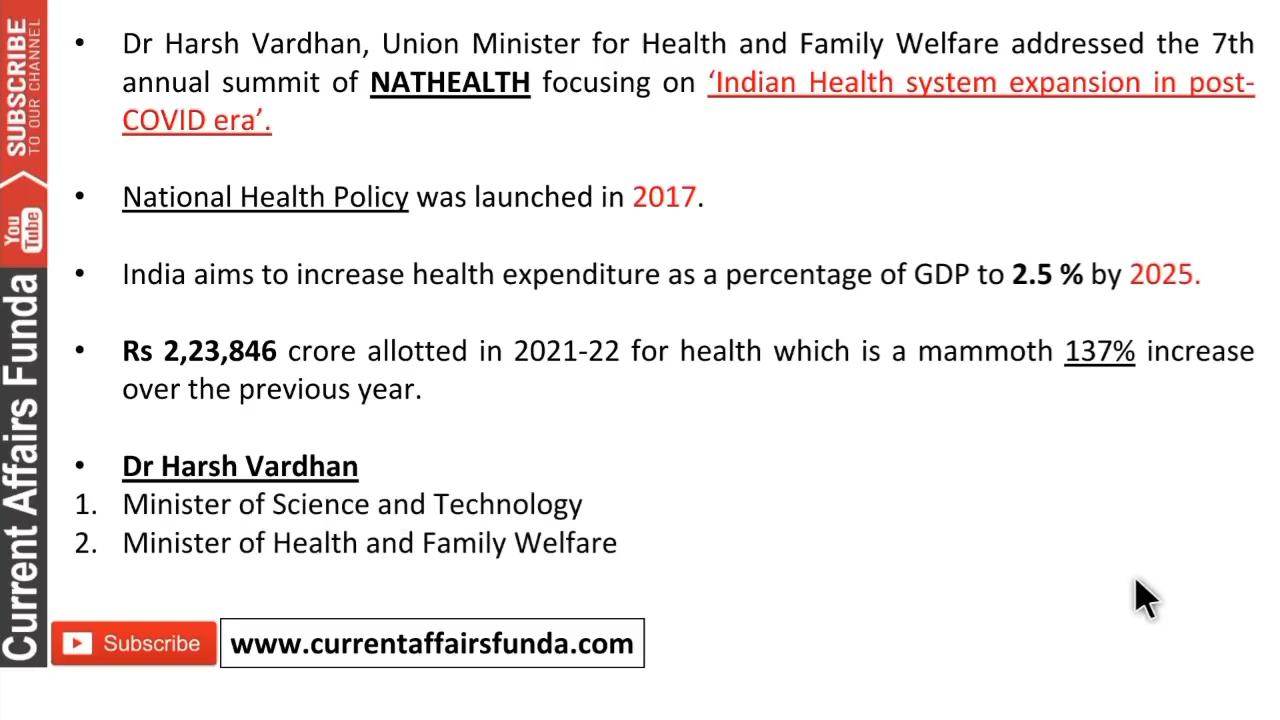 SUBSCRIBE
TO OUR CHANNEL
You
Tube
Current Affairs Funda
• Dr Harsh Vardhan, Union Minister for Health and Family Welfare addressed the 7th
annual summit of NATHEALTH focusing on ‘Indian Health system expansion in post-
COVID era’.
• National Health Policy was launched in 2017.
• India aims to increase health expenditure as a percentage of GDP to 2.5 % by 2025.
• Rs 2,23,846 crore allotted in 2021-22 for health which is a mammoth 137% increase
over the previous year.
• Dr Harsh Vardhan
1. Minister of Science and Technology
2. Minister of Health and Family Welfare
Subscribe
www.currentaffairsfunda.com